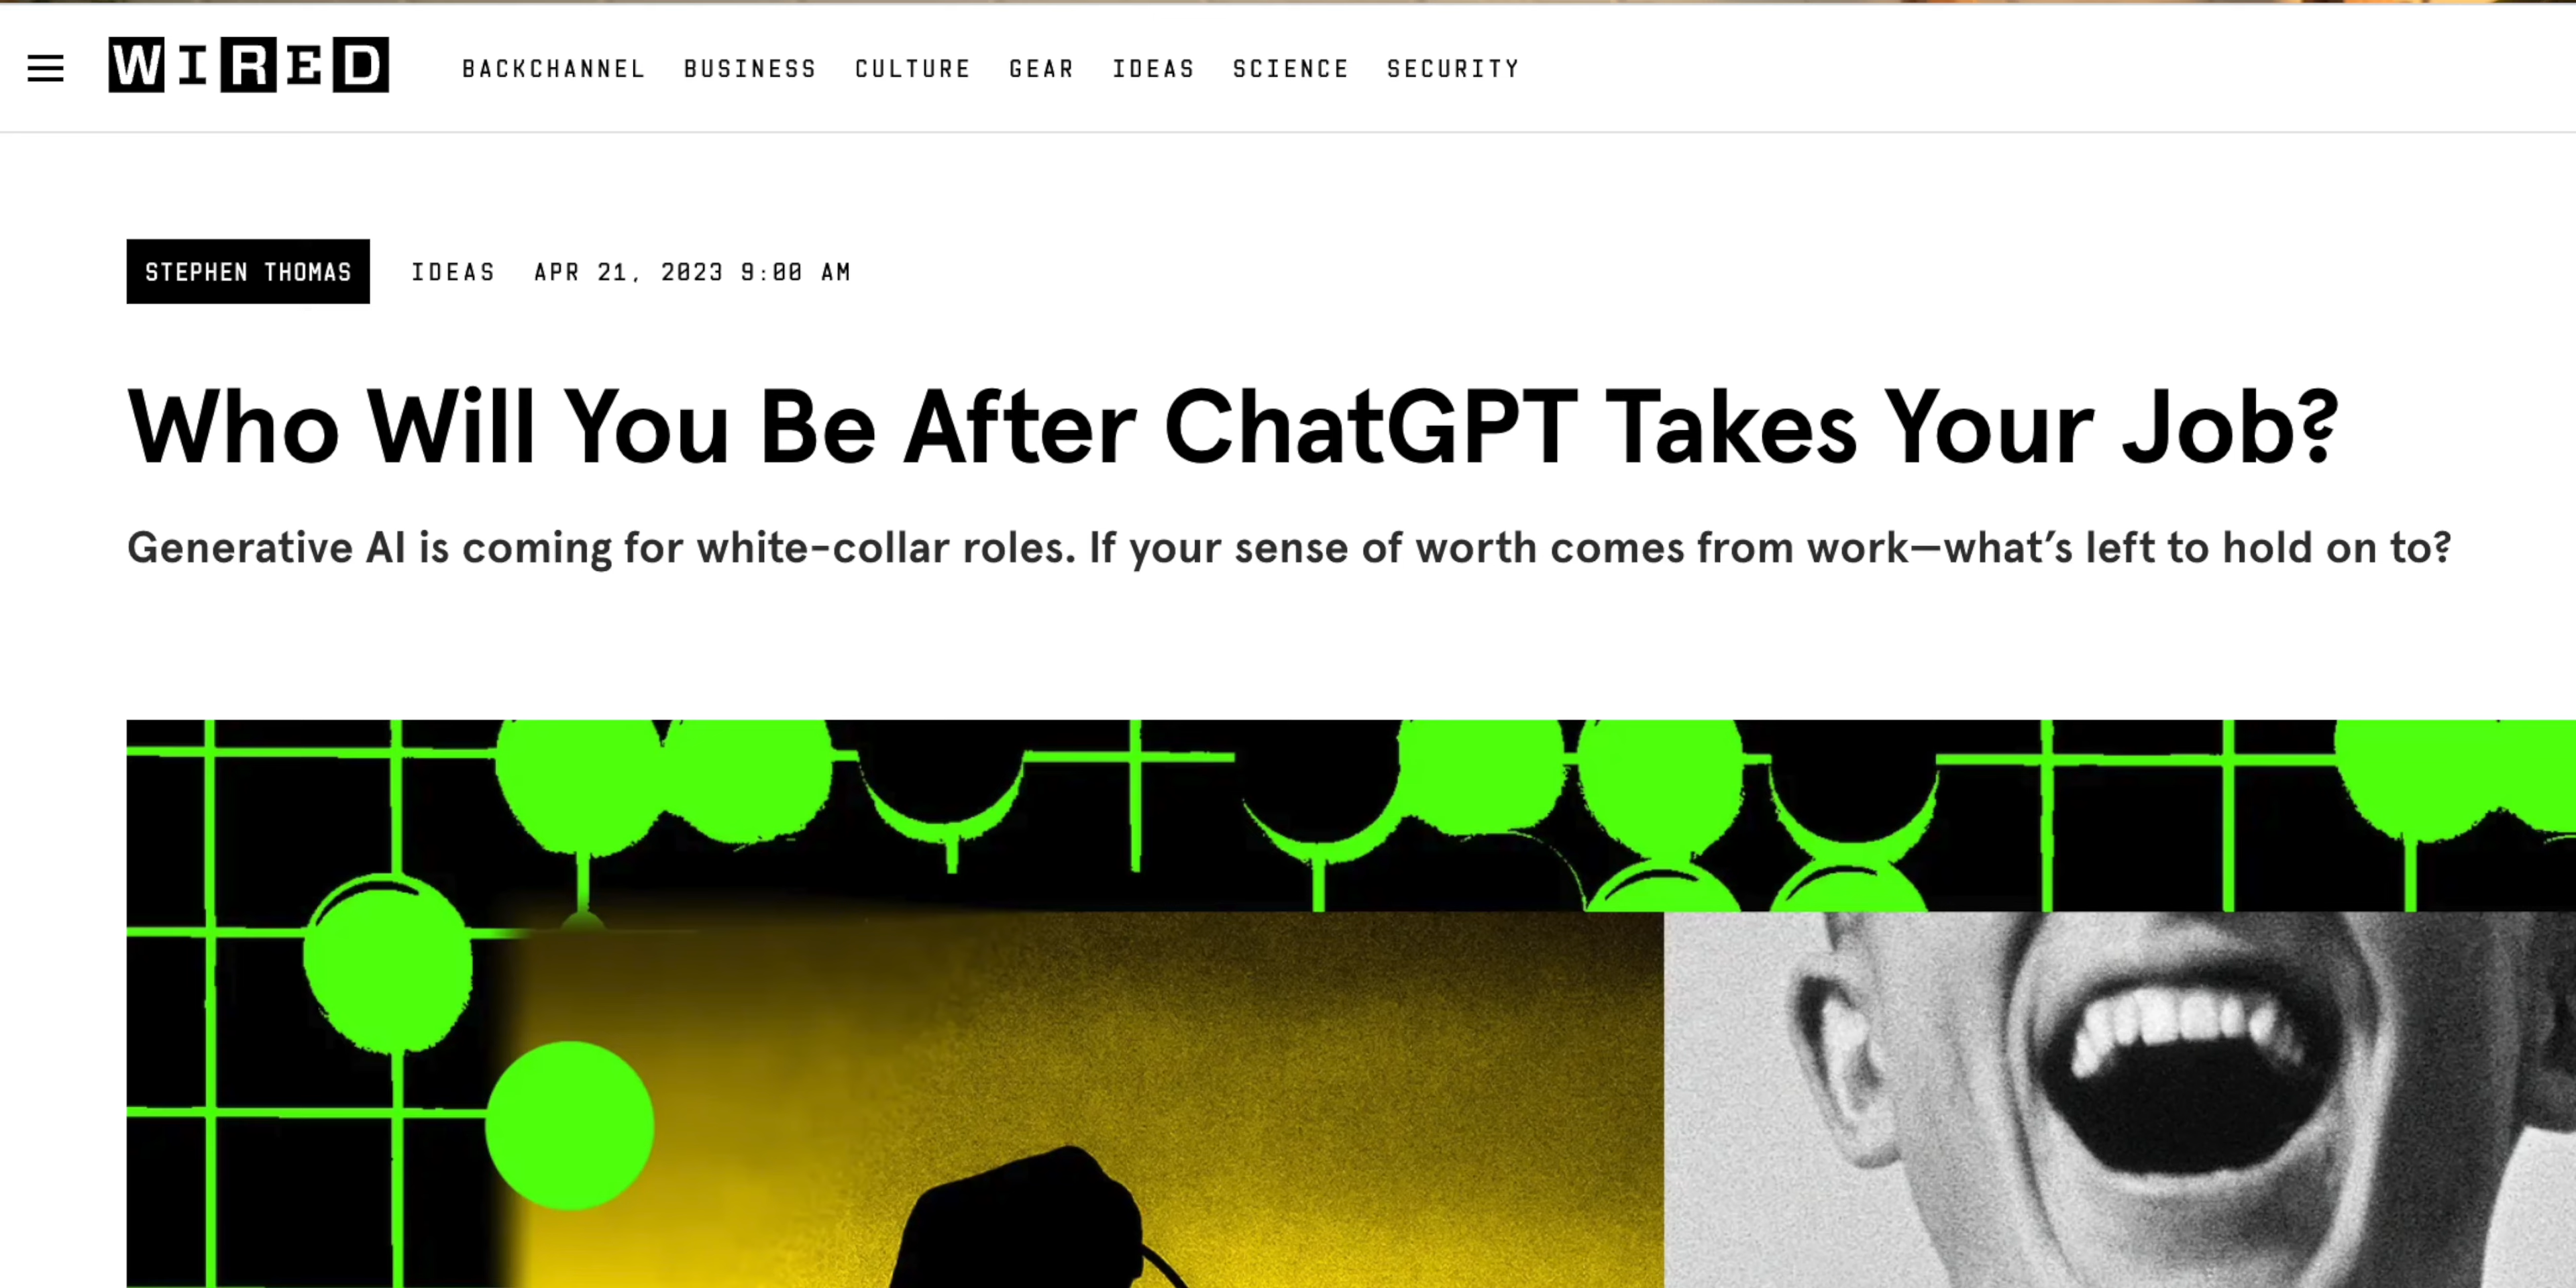 WIRED BACKCHANNEL BUSINESS CULTURE GEAR IDEAS SCIENCE SECURITY
STEPHEN THOMAS IDEAS APR 21, 2023 9:00 AM
Who Will You Be After ChatGPT Takes Your Job?
Generative AI is coming for white-collar roles. If your sense of worth comes from work—what’s left to hold on to?